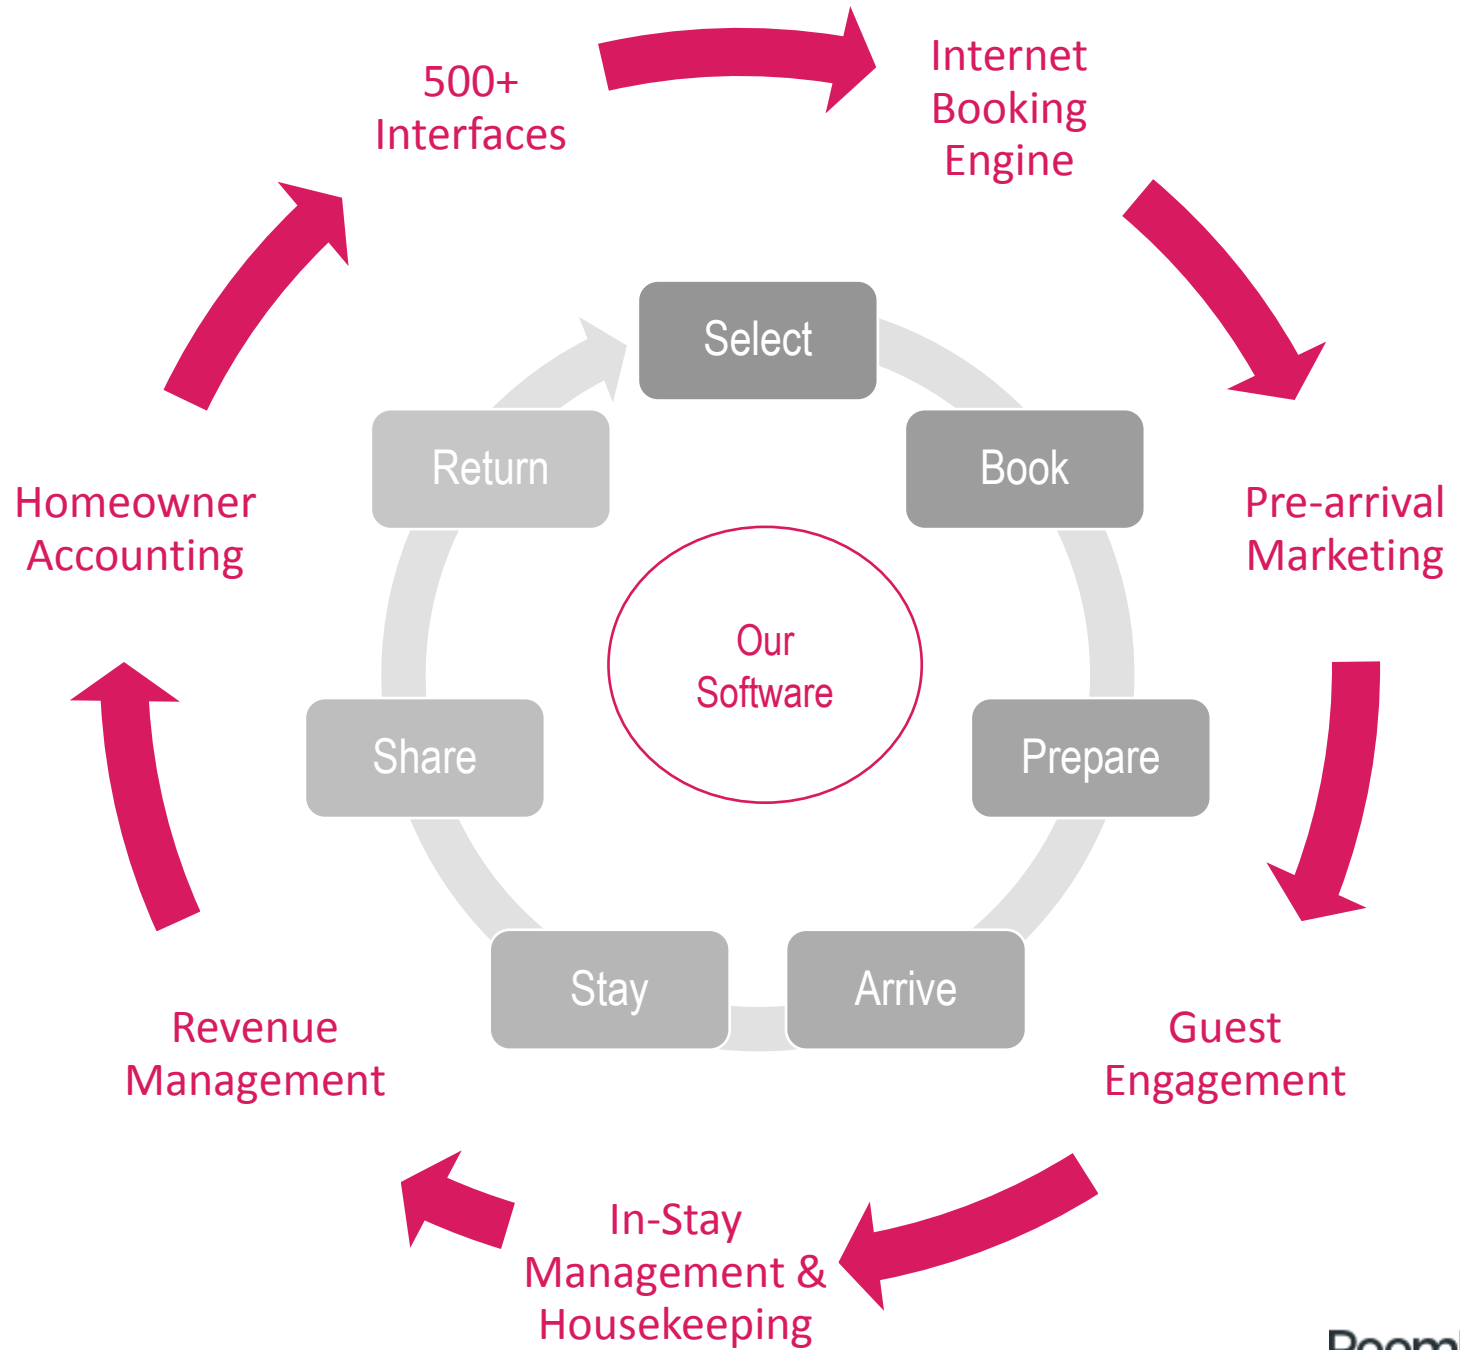 500+
Interfaces
Internet
Booking
Engine
Pre-arrival
Marketing
Guest
Engagement
In-Stay
Management &
Housekeeping
Revenue
Management
Homeowner
Accounting
Select
Book
Prepare
Arrive
Stay
Share
Return
Our
Software